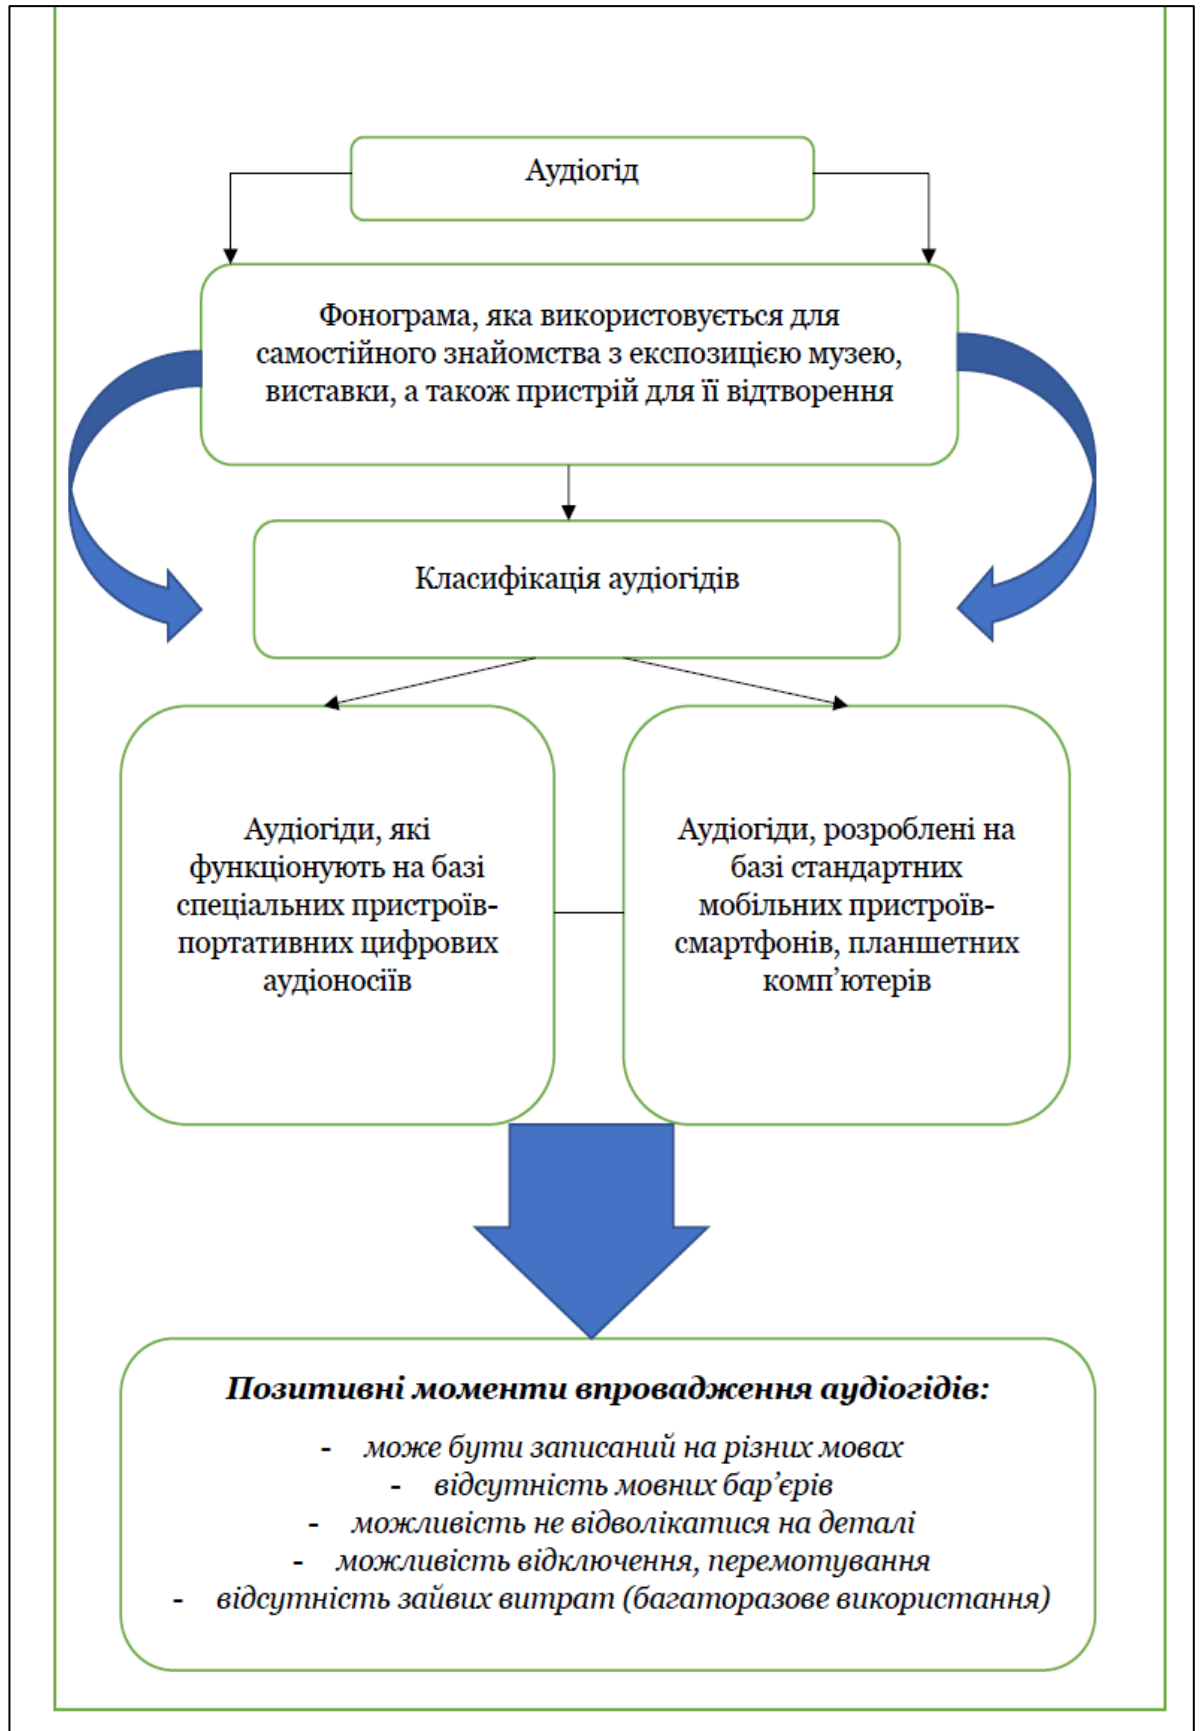 Аудіогід
Фонограма, яка використовується для
самостійного знайомства з експозицією музею,
виставки, а також пристрій для її відтворення
Класифікація аудіогідів
Аудіогіди, які
функціонують на базі
спеціальних пристроїв-
портативних цифрових
аудіоносіїв
Аудіогіди, розроблені на
базі стандартних
мобільних пристроїв-
смартфонів, планшетних
комп’ютерів
Позитивні моменти впровадження аудіогідів:
- може бути записаний на різних мовах
- відсутність мовних бар’єрів
- можливість не відволікатися на деталі
- можливість відключення, перемотування
- відсутність зайвих витрат (багаторазове використання)